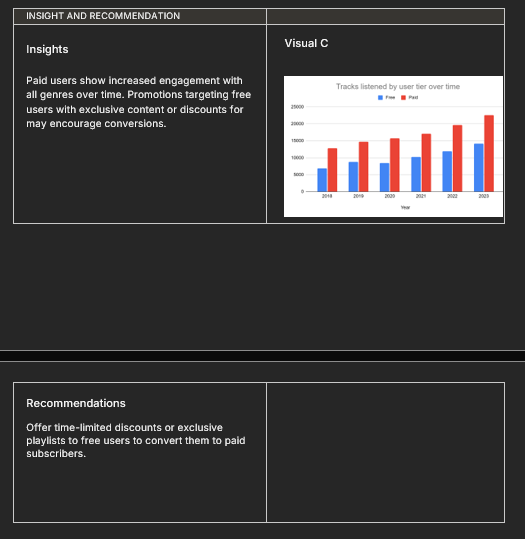 INSIGHT AND RECOMMENDATION
Insights
Paid users show increased engagement with
all genres over time. Promotions targeting free
users with exclusive content or discounts for
may encourage conversions.
Visual C
Tracks listened by user tier over time
Free Paid
25000
20000
15000
10000
5000
0
2018 2019 2020 2021 2022 2023
Year
Recommendations
Offer time-limited discounts or exclusive
playlists to free users to convert them to paid
subscribers.